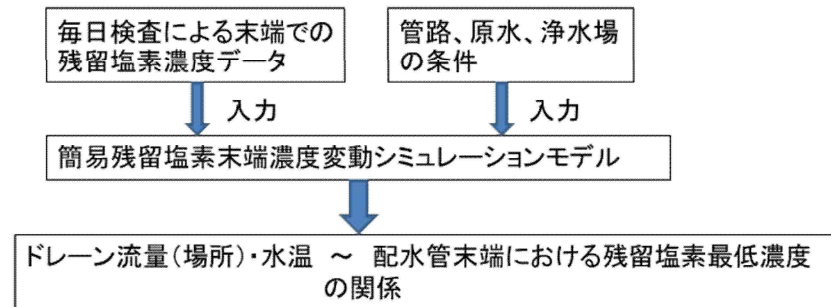 毎日検査による末端での
残留塩素濃度データ
管路、原水、浄水場
の条件
入力
入力
簡易残留塩素末端濃度変動シミュレーションモデル
ドレーン流量(場所)・水温 ～ 配水管末端における残留塩素最低濃度
の関係